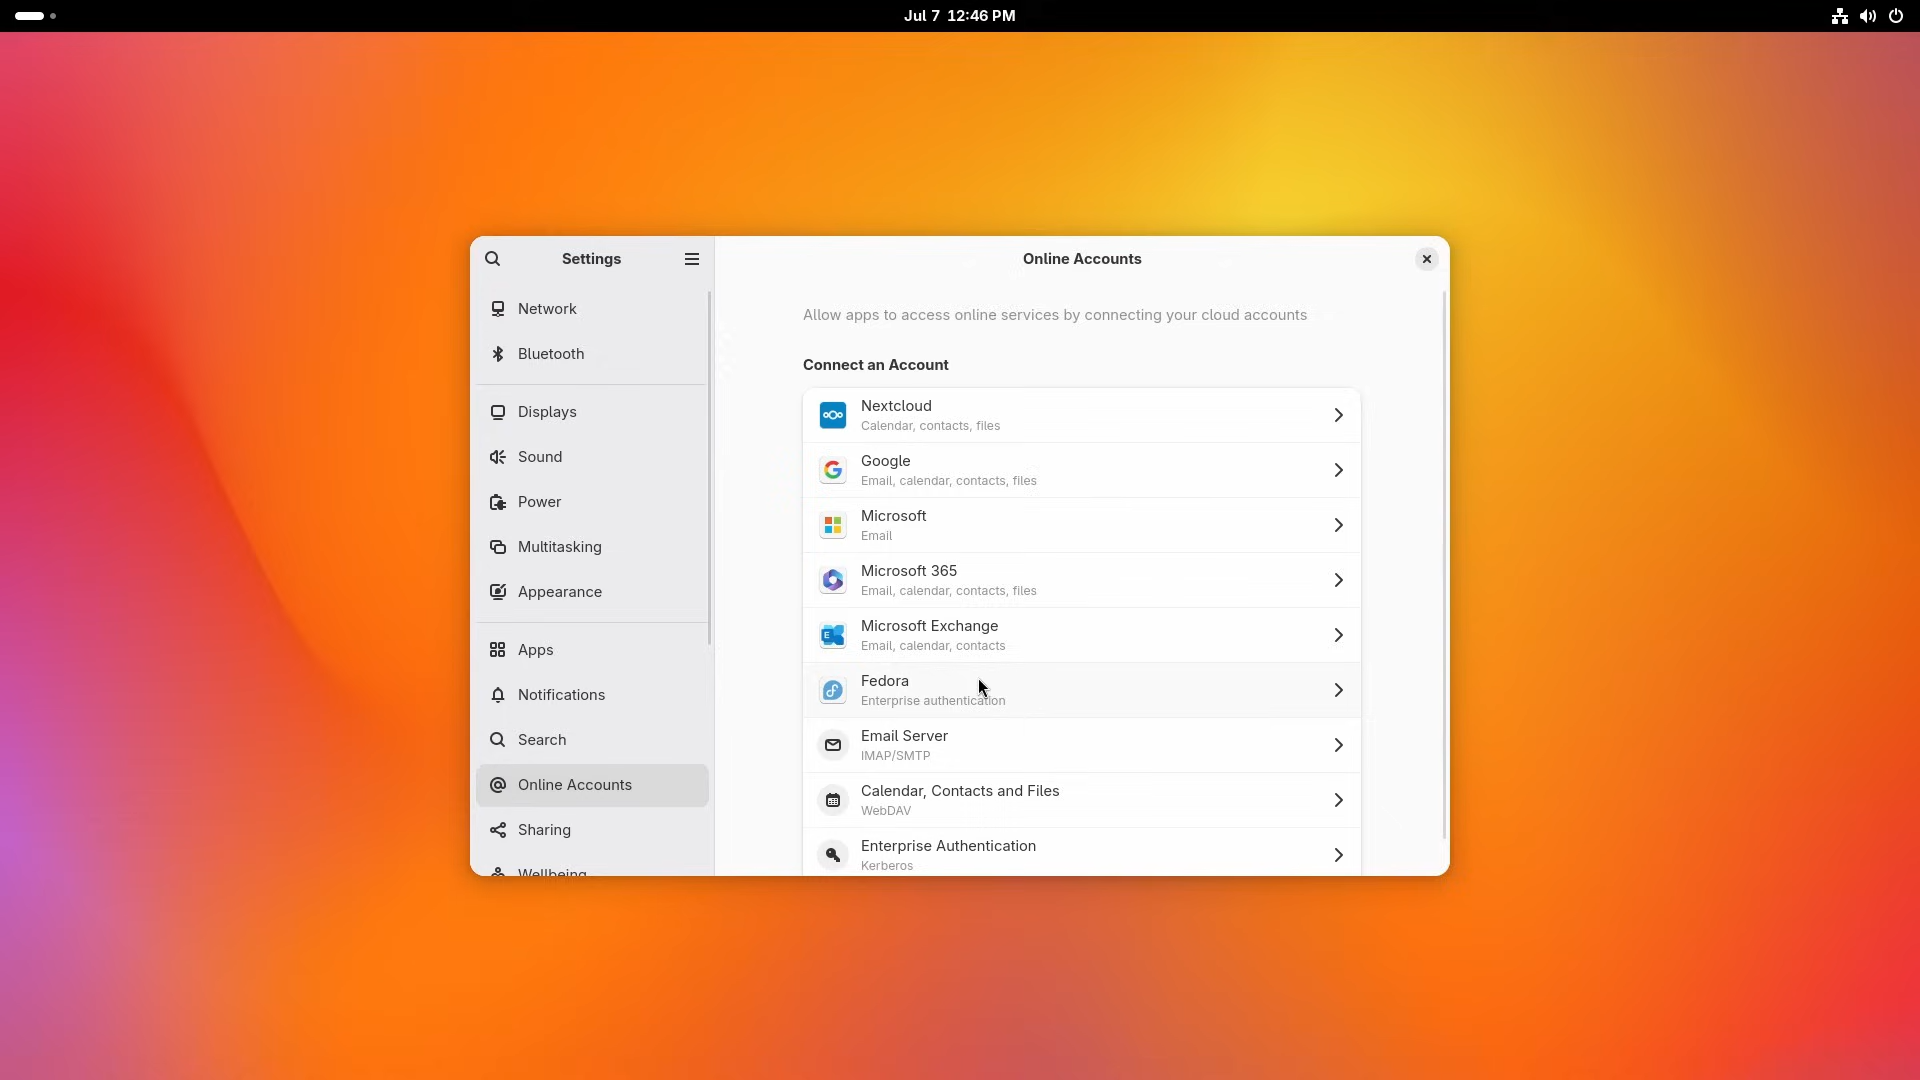 Jul 7 12:46 PM
Settings
Online Accounts
Network
Bluetooth
Displays
Sound
Power
Multitasking
Appearance
Apps
Notifications
Search
Online Accounts
Sharing
Wellbeing
Allow apps to access online services by connecting your cloud accounts
Connect an Account
Nextcloud
Calendar, contacts, files
Google
Email, calendar, contacts, files
Microsoft
Email
Microsoft 365
Email, calendar, contacts, files
Microsoft Exchange
Email, calendar, contacts
Fedora
Enterprise authentication
Email Server
IMAP/SMTP
Calendar, Contacts and Files
WebDAV
Enterprise Authentication
Kerberos